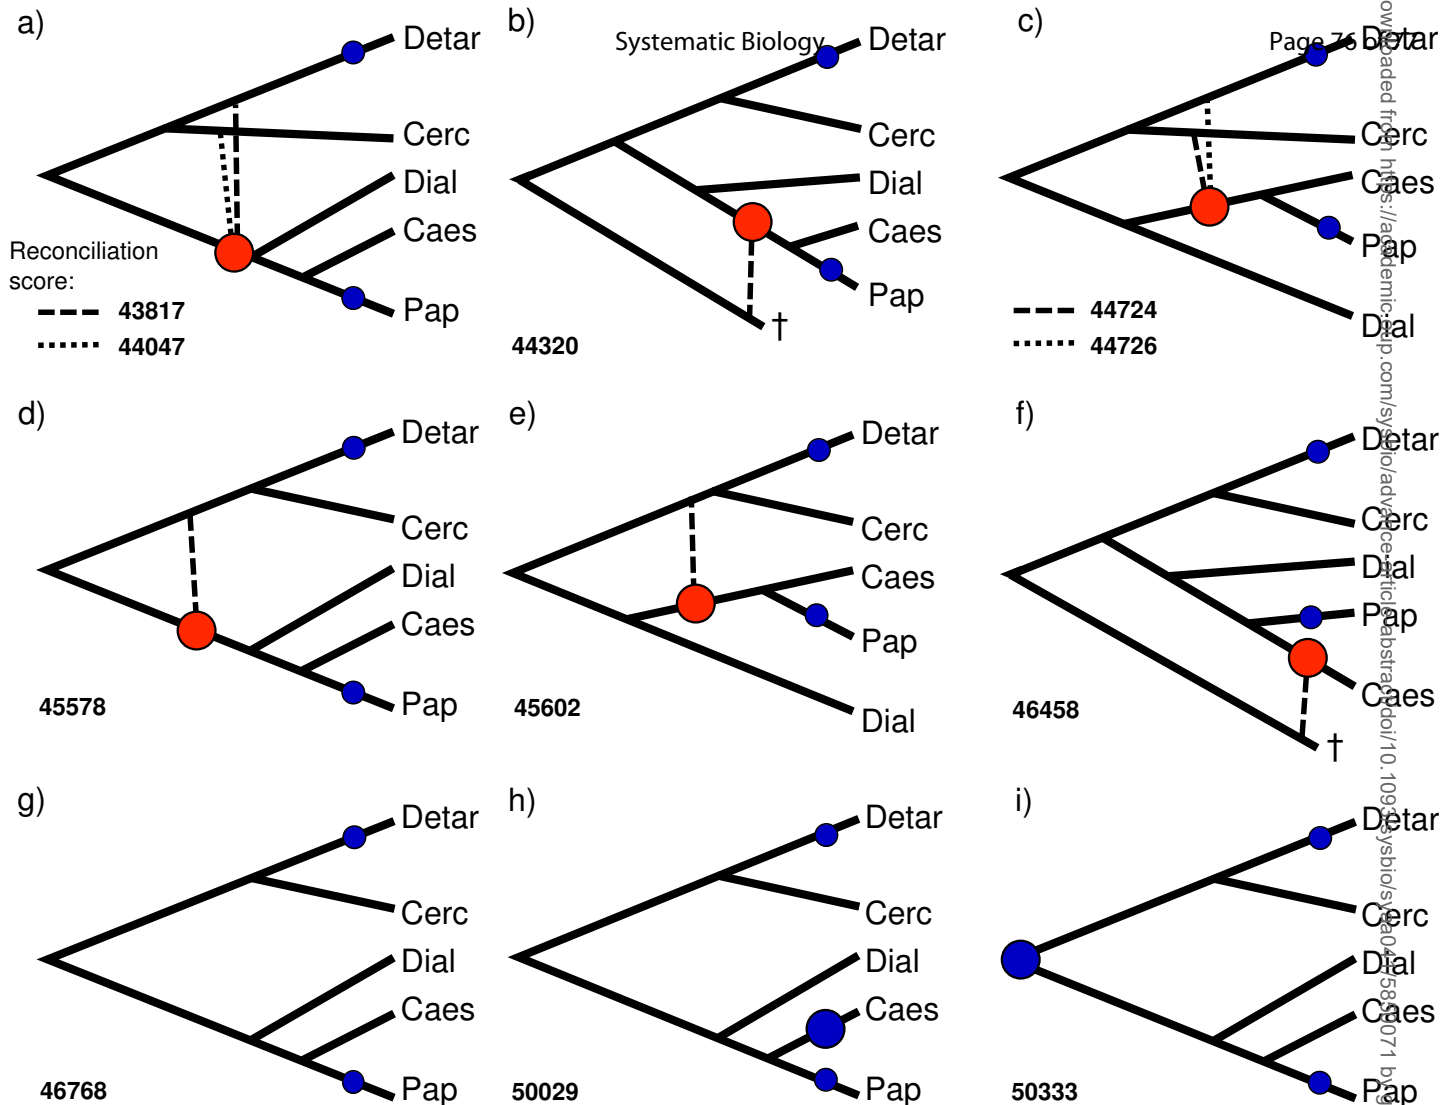 a)
Detar
Cerc
Dial
Caes
Pap
Reconciliation
score:
43817
44047
b)
Systematic Biology
Detar
Cerc
Dial
Caes
Pap
†
44320
c)
Detar
Cerc
Caes
Pap
Dial
44724
44726
d)
Detar
Cerc
Dial
Caes
Pap
45578
e)
Detar
Cerc
Caes
Pap
Dial
45602
f)
Detar
Cerc
Dial
Pap
Caes
†
46458
g)
Detar
Cerc
Dial
Caes
Pap
46768
h)
Detar
Cerc
Dial
Caes
Pap
50029
i)
Detar
Cerc
Dial
Caes
Pap
50333